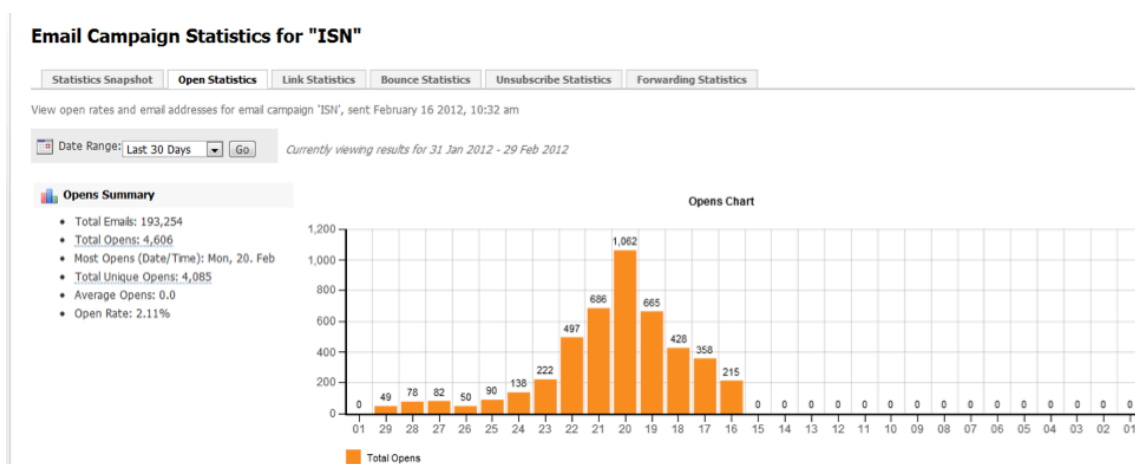 Email Campaign Statistics for "ISN"
Statistics Snapshot Open Statistics Link Statistics Bounce Statistics Unsubscribe Statistics Forwarding Statistics
View open rates and email addresses for email campaign 'ISN', sent February 16 2012, 10:32 am
Date Range: Last 30 Days Go Currently viewing results for 31 Jan 2012 - 29 Feb 2012
Opens Summary
Total Emails: 193,254
Total Opens: 4,606
Most Opens (Date/Time): Mon, 20. Feb
Total Unique Opens: 4,085
Average Opens: 0.0
Open Rate: 2.11%
Opens Chart
1,200
1,000
800
600
400
200
0
0 49 78 82 50 90 138 222 497 686 1,062 665 428 358 215 0 0 0 0 0 0 0 0 0 0 0 0 0 0 0
01 29 28 27 26 25 24 23 22 21 20 19 18 17 16 15 14 13 12 11 10 09 08 07 06 05 04 03 02 01
Total Opens